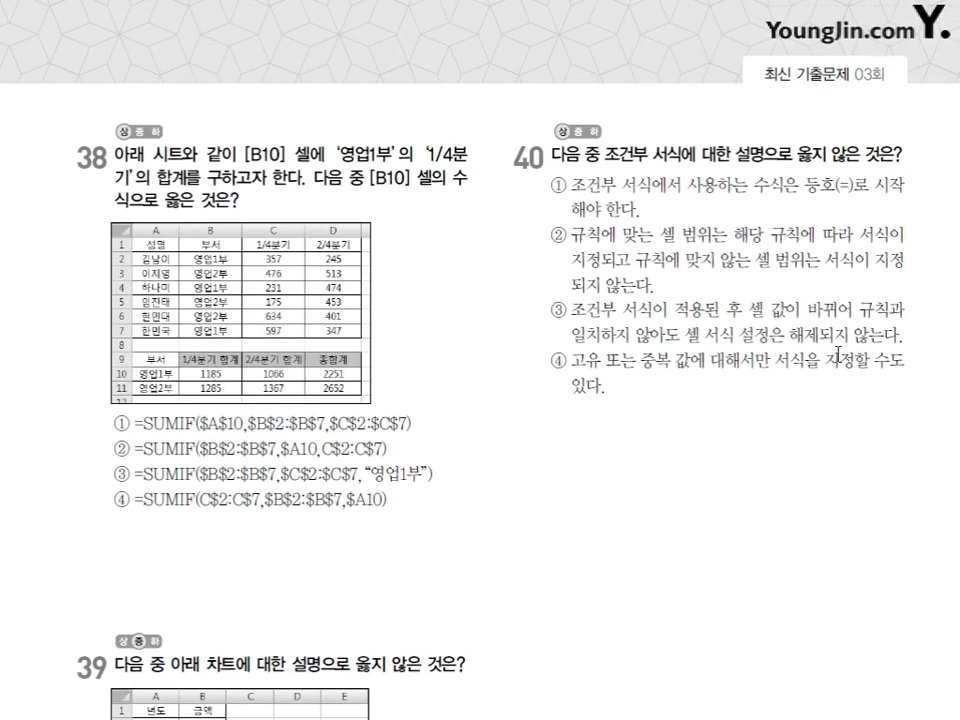 YoungJin.com Y.
최신 기출문제 03회
상 중 하
38 아래 시트와 같이 [B10] 셀에 ‘영업1부’의 ‘1/4분
기’의 합계를 구하고자 한다. 다음 중 [B10] 셀의 수
식으로 옳은 것은?
A B C D
1 성명 부서 1/4분기 2/4분기
2 김남이 영업1부 357 245
3 이지영 영업2부 476 513
4 하나미 영업1부 231 474
5 임진태 영업2부 175 453
6 현민대 영업2부 634 401
7 한민국 영업1부 597 347
8
9 부서 1/4분기 합계 2/4분기 합계 총합계
10 영업1부 1185 1066 2251
11 영업2부 1285 1367 2652
① =SUMIF($A$10,$B$2:$B$7,$C$2:$C$7)
② =SUMIF($B$2:$B$7,$A10,C$2:C$7)
③ =SUMIF($B$2:$B$7,$C$2:$C$7,“영업1부”)
④ =SUMIF(C$2:C$7,$B$2:$B$7,$A10)
상 중 하
39 다음 중 아래 차트에 대한 설명으로 옳지 않은 것은?
A B C D E
1 년도 금액
상 중 하
40 다음 중 조건부 서식에 대한 설명으로 옳지 않은 것은?
① 조건부 서식에서 사용하는 수식은 등호(=)로 시작
해야 한다.
② 규칙에 맞는 셀 범위는 해당 규칙에 따라 서식이
지정되고 규칙에 맞지 않는 셀 범위는 서식이 지정
되지 않는다.
③ 조건부 서식이 적용된 후 셀 값이 바뀌어 규칙과
일치하지 않아도 셀 서식 설정은 해제되지 않는다.
④ 고유 또는 중복 값에 대해서만 서식을 지정할 수도
있다.